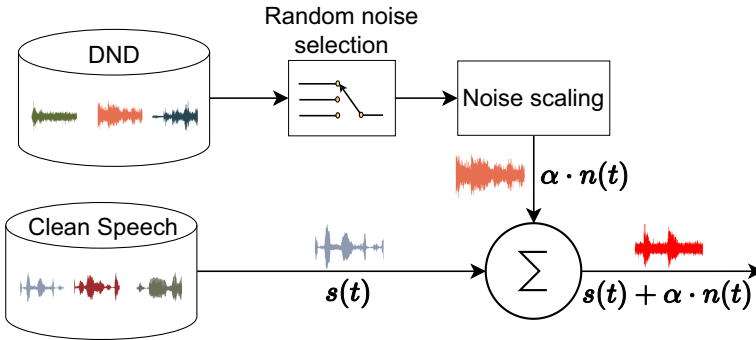 Random noise
selection
DND
Noise scaling
α · n(t)
Clean Speech
s(t)
∑
s(t) + α · n(t)